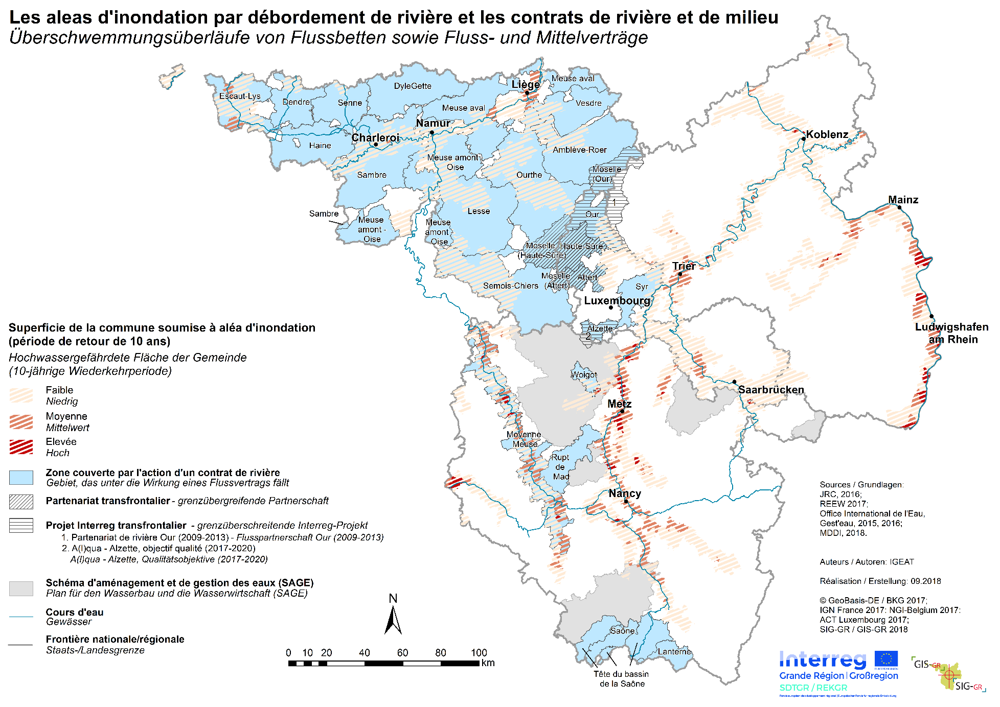 Les aleas d'inondation par débordement de rivière et les contrats de rivière et de milieu
Überschwemmungsüberläufe von Flussbetten sowie Fluss- und Mittelverträge
Meuse aval
Liège
DyleGette
Escaut-Lys
Dendre
Senne
Meuse aval
Vesdre
Namur
Charleroi
Haine
Koblenz
Amblève-Roer
Meuse amont -
Oise
Sambre
Ourthe
Moselle
(Our)
Mainz
1
Lesse
Our
Sambre
Meuse
amont -
Oise
Meuse
amont -
Oise
Moselle
(Haute-Sûre)
Haute-Sûre
Trier
Moselle
(Attert)
Attert
Semois-Chiers
Syr
Luxembourg
Alzette
2
Ludwigshafen
am Rhein
Woigot
Saarbrücken
Metz
Moyenne
Meuse
Rupt
de
Mad
Nancy
Saône
Lanterne
Tête du bassin
de la Saône
Superficie de la commune soumise à aléa d'inondation
(période de retour de 10 ans)
Hochwassergefährdete Fläche der Gemeinde
(10-jährige Wiederkehrperiode)
Faible
Niedrig
Moyenne
Mittelwert
Elevée
Hoch
Zone couverte par l'action d'un contrat de rivière
Gebiet, das unter die Wirkung eines Flussvertrags fällt
Partenariat transfrontalier - grenzübergreifende Partnerschaft
Projet Interreg transfrontalier - grenzüberschreitende Interreg-Projekt
1. Partenariat de rivière Our (2009-2013) - Flusspartnerschaft Our (2009-2013)
2. A(l)qua - Alzette, objectif qualité (2017-2020)
A(l)qua - Alzette, Qualitätsobjektive (2017-2020)
Schéma d'aménagement et de gestion des eaux (SAGE)
Plan für den Wasserbau und die Wasserwirtschaft (SAGE)
Cours d'eau
Gewässer
Frontière nationale/régionale
Staats-/Landesgrenze
N
0 10 20 40 60 80 100
km
Sources / Grundlagen:
JRC, 2016;
REEW 2017;
Office International de l'Eau,
Gest'eau, 2015, 2016;
MDDI, 2018.
Auteurs / Autoren: IGEAT
Réalisation / Erstellung: 09.2018
© GeoBasis-DE / BKG 2017;
IGN France 2017: NGI-Belgium 2017:
ACT Luxembourg 2017;
SIG-GR / GIS-GR 2018
Interreg
EUROPEAN UNION
Grande Région | Großregion
SDTGR / REKGR
Fonds européen de développement régional | Europäischer Fonds für regionale Entwicklung
GIS-GR
SIG-GR